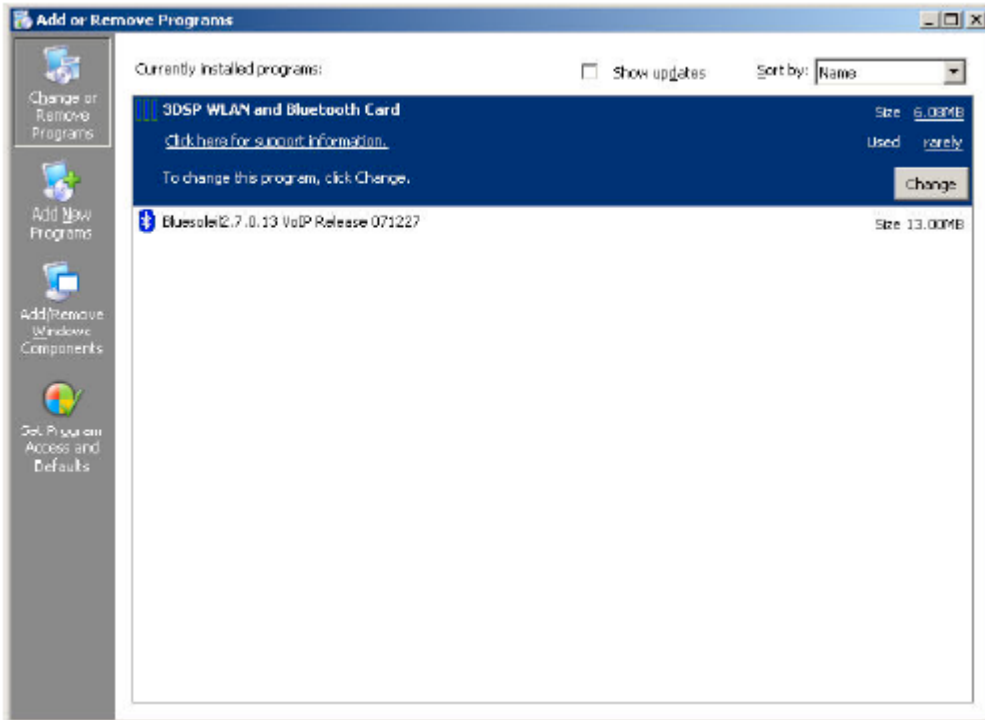 Add or Remove Programs
Change or
Remove
Programs
Add New
Programs
Add/Remove
Windows
Components
Set Program
Access and
Defaults
Currently installed programs:
Show updates
Sort by: Name
3DSP WLAN and Bluetooth Card
Size 6.08MB
Click here for support information.
Used rarely
To change this program, click Change.
Change
Bluesoleil2.7.0.13 VoIP Release 071227
Size 13.00MB